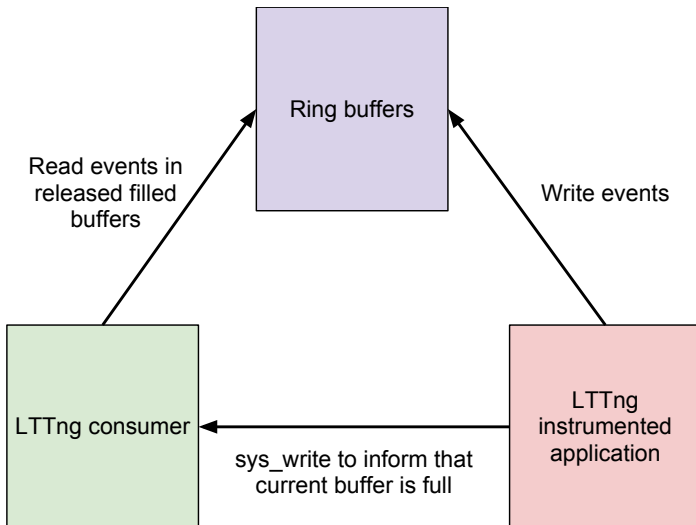 Ring buffers
Read events in
released filled
buffers
Write events
LTTng consumer
LTTng
instrumented
application
sys_write to inform that
current buffer is full